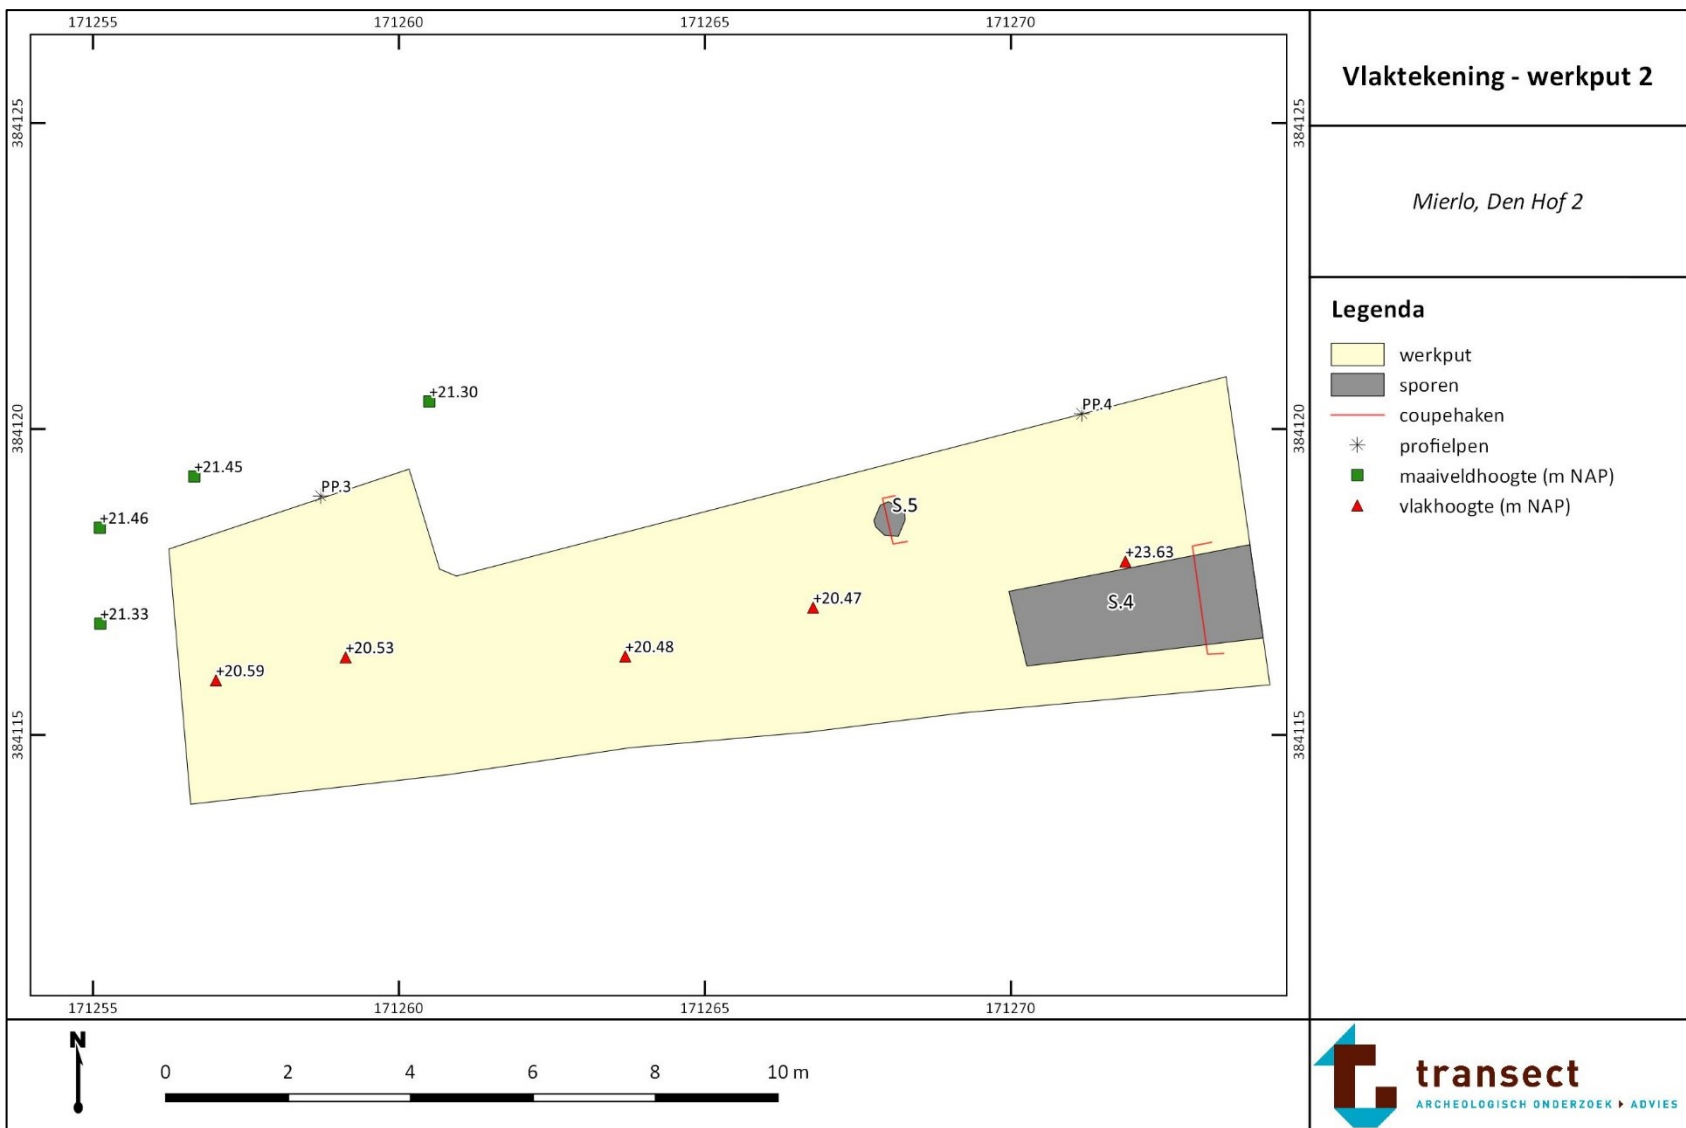 171255 171260 171265 171270
Vlaktekening - werkput 2
384125 384125
Mierlo, Den Hof 2
Legenda
werkput
sporen
coupehaken
profielpen
maaiveldhoogte (m NAP)
vlakhoogte (m NAP)
+21.30
PP.4
384120 384120
+21.45
PP.3
S.5
+21.46
+23.63
+20.47
S.4
+21.33
+20.53
+20.48
+20.59
384115 384115
171255 171260 171265 171270
N
0 2 4 6 8 10 m
transect
ARCHEOLOGISCH ONDERZOEK ▸ ADVIES